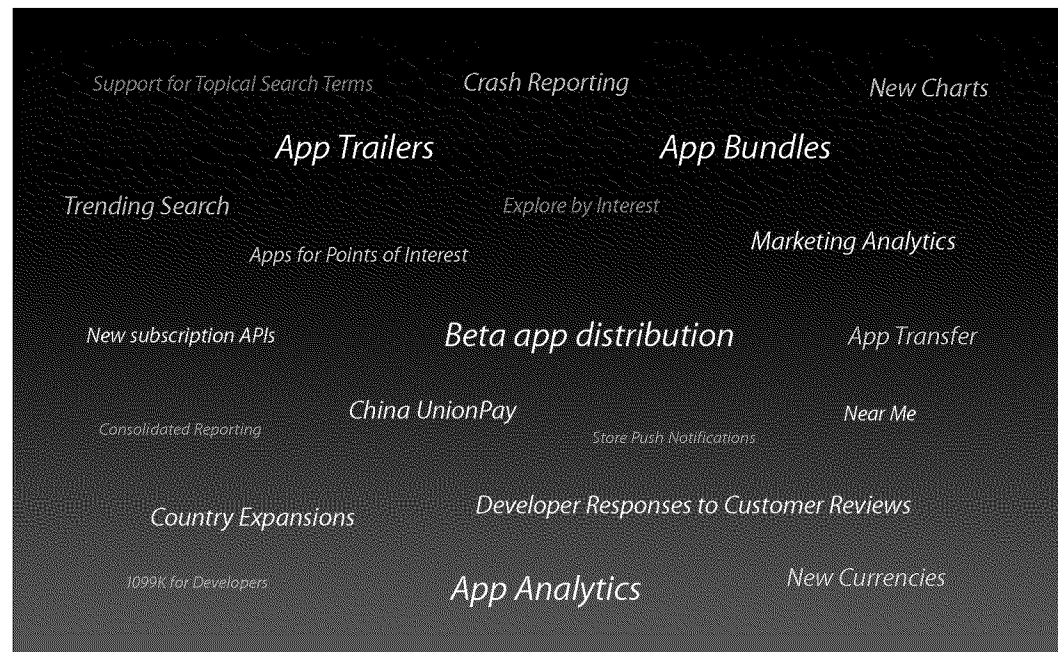 Support for Topical Search Terms
Crash Reporting
New Charts
App Trailers
App Bundles
Trending Search
Explore by Interest
Marketing Analytics
Apps for Points of Interest
New subscription APIs
Beta app distribution
App Transfer
China UnionPay
Near Me
Consolidated Reporting
Store Push Notifications
Developer Responses to Customer Reviews
Country Expansions
1099K for Developers
App Analytics
New Currencies